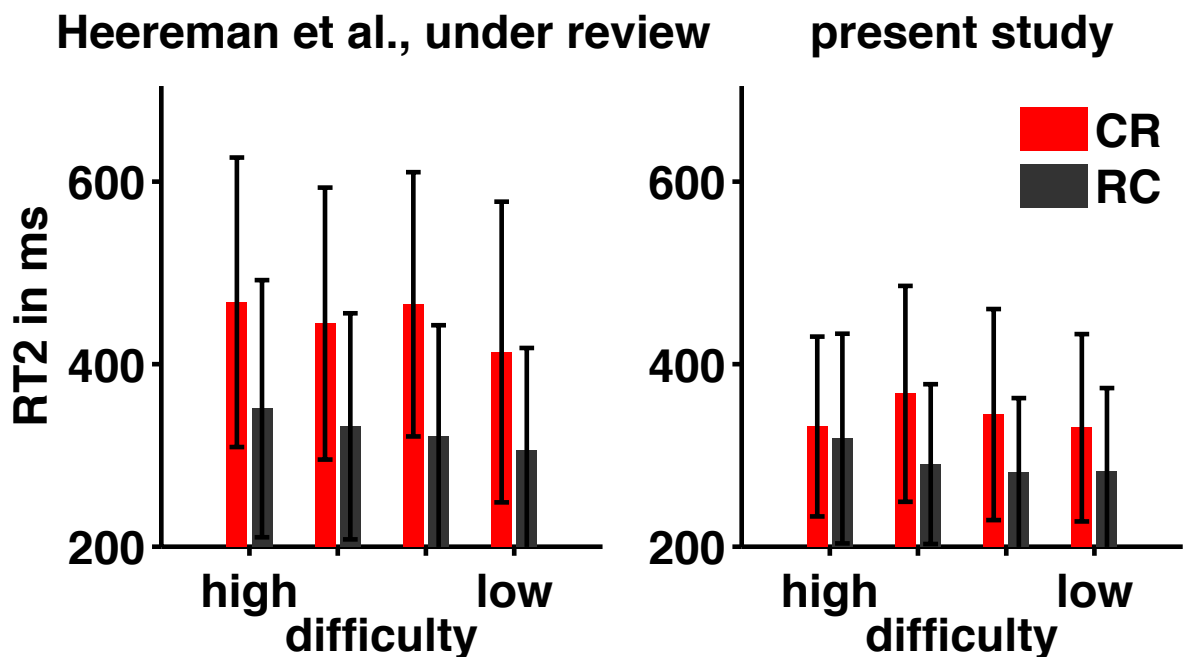 Heereman et al., under review
present study
CR
RC
RT2 in ms
600
400
200
high
low
difficulty
600
400
200
high
low
difficulty